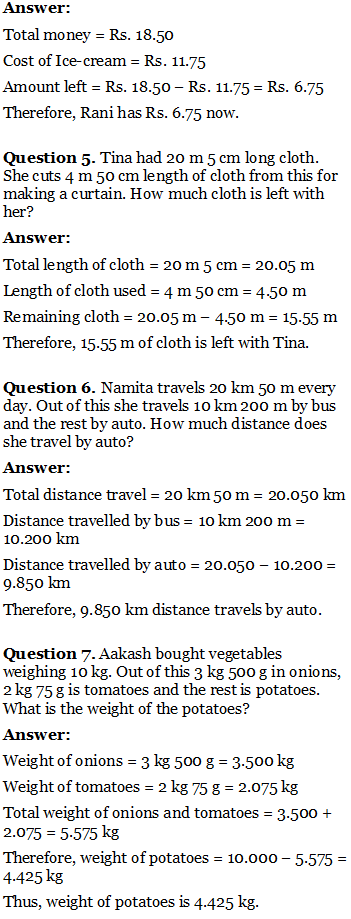 Answer:
Total money = Rs. 18.50
Cost of Ice-cream = Rs. 11.75
Amount left = Rs. 18.50 – Rs. 11.75 = Rs. 6.75
Therefore, Rani has Rs. 6.75 now.
Question 5. Tina had 20 m 5 cm long cloth.
She cuts 4 m 50 cm length of cloth from this for
making a curtain. How much cloth is left with
her?
Answer:
Total length of cloth = 20 m 5 cm = 20.05 m
Length of cloth used = 4 m 50 cm = 4.50 m
Remaining cloth = 20.05 m – 4.50 m = 15.55 m
Therefore, 15.55 m of cloth is left with Tina.
Question 6. Namita travels 20 km 50 m every
day. Out of this she travels 10 km 200 m by bus
and the rest by auto. How much distance does
she travel by auto?
Answer:
Total distance travel = 20 km 50 m = 20.050 km
Distance travelled by bus = 10 km 200 m =
10.200 km
Distance travelled by auto = 20.050 – 10.200 =
9.850 km
Therefore, 9.850 km distance travels by auto.
Question 7. Aakash bought vegetables
weighing 10 kg. Out of this 3 kg 500 g in onions,
2 kg 75 g is tomatoes and the rest is potatoes.
What is the weight of the potatoes?
Answer:
Weight of onions = 3 kg 500 g = 3.500 kg
Weight of tomatoes = 2 kg 75 g = 2.075 kg
Total weight of onions and tomatoes = 3.500 +
2.075 = 5.575 kg
Therefore, weight of potatoes = 10.000 – 5.575 =
4.425 kg
Thus, weight of potatoes is 4.425 kg.